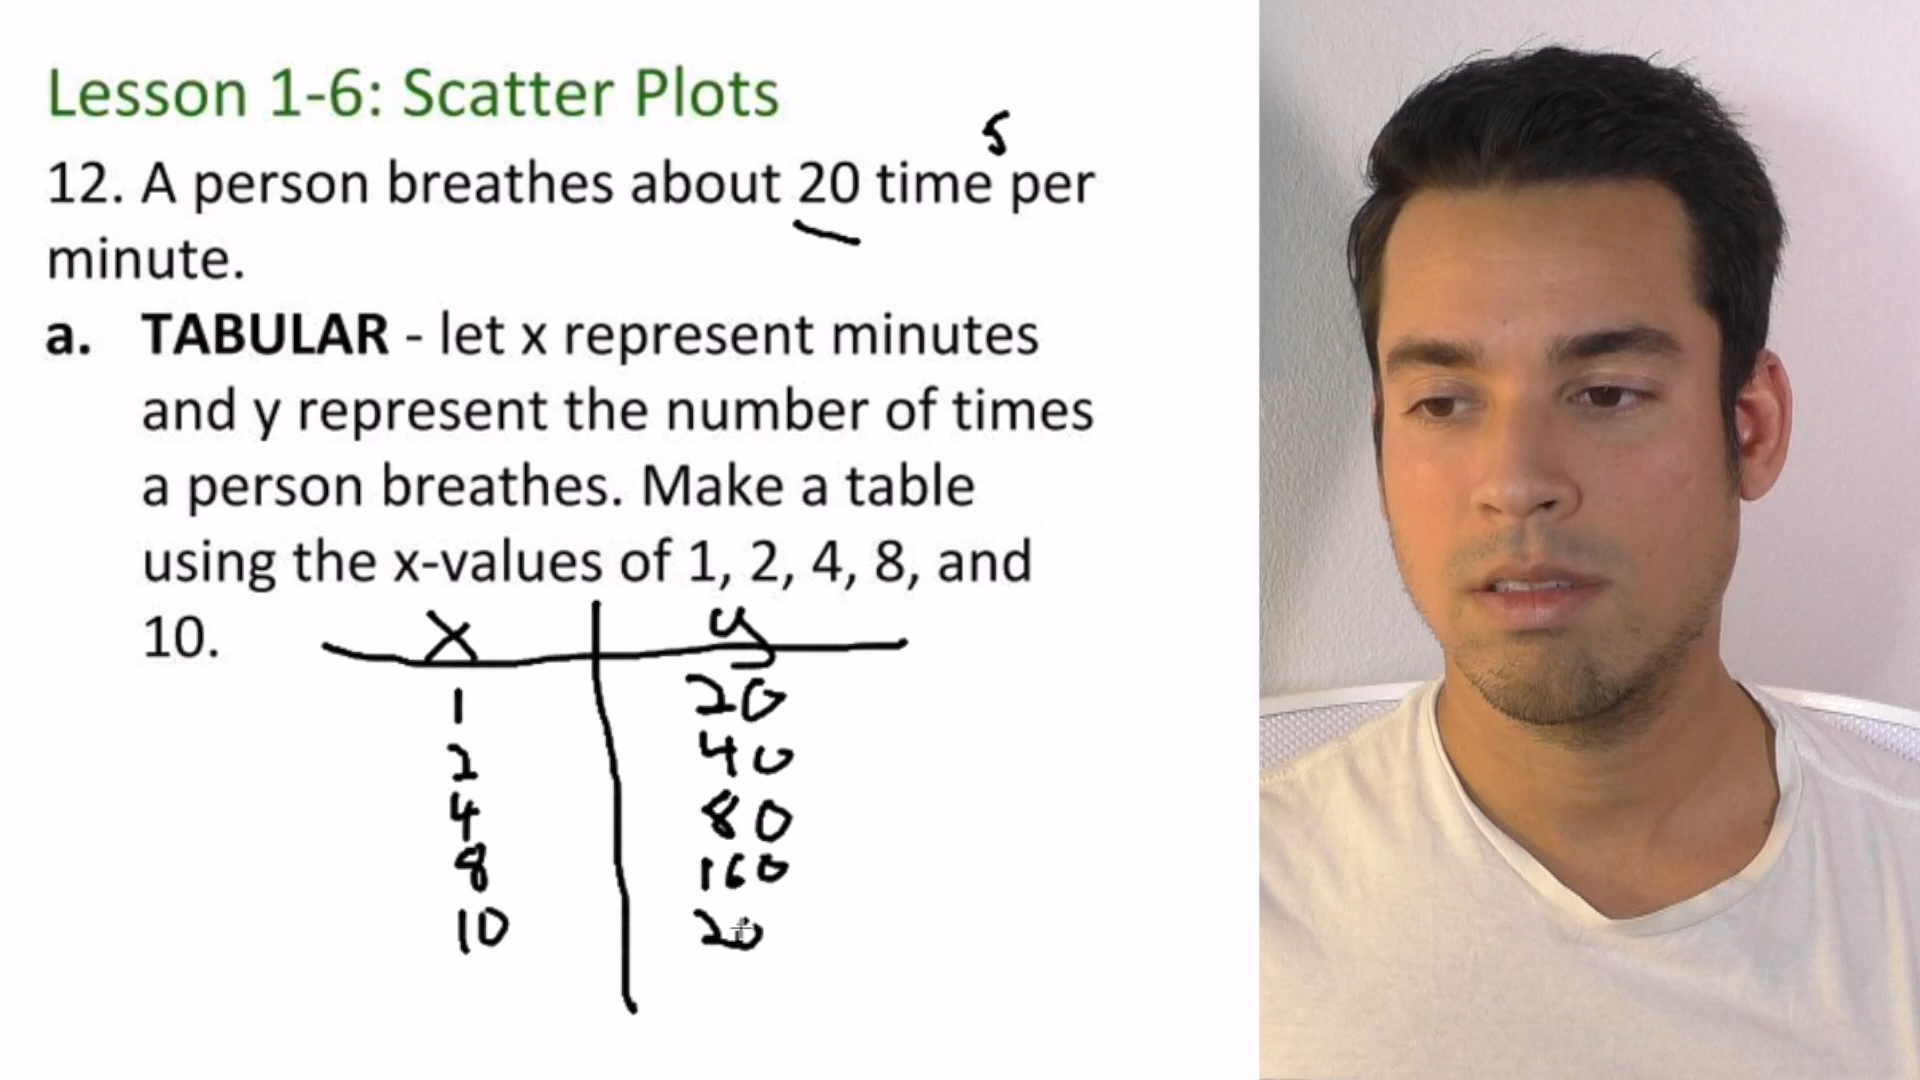 Lesson 1-6: Scatter Plots
s
12. A person breathes about 20 time per
minute.
a. TABULAR - let x represent minutes
and y represent the number of times
a person breathes. Make a table
using the x-values of 1, 2, 4, 8, and
10.
x y
1 20
2 40
4 80
8 160
10 20